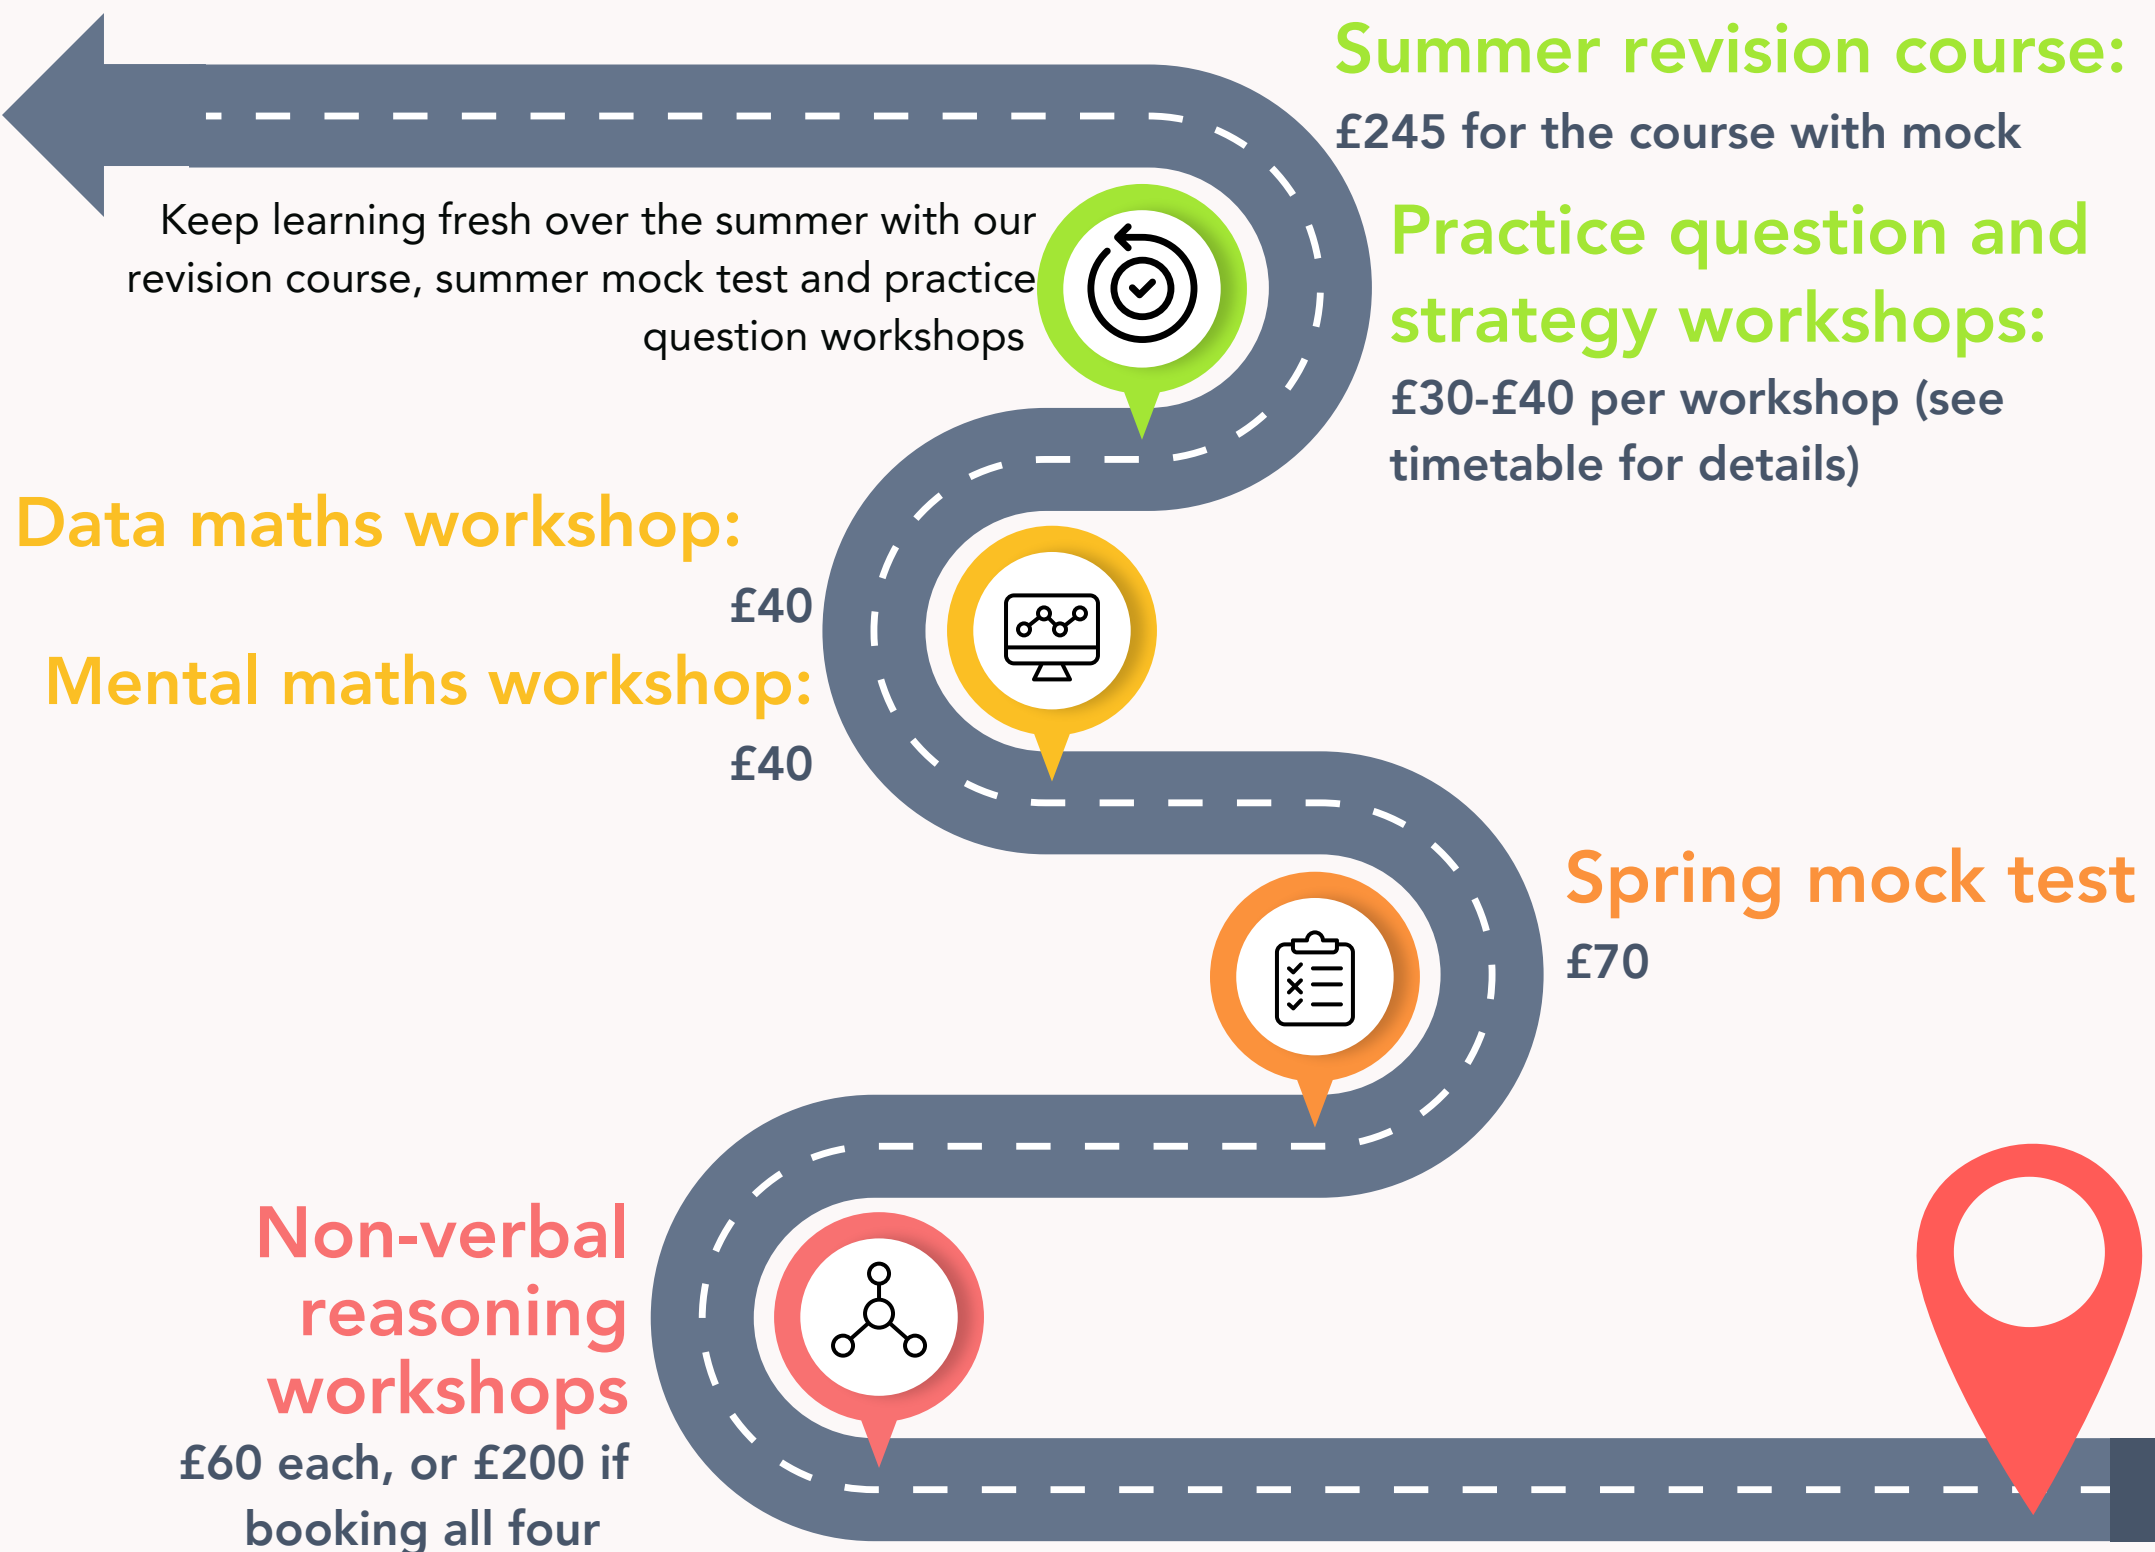 Summer revision course:
£245 for the course with mock
Keep learning fresh over the summer with our
revision course, summer mock test and practice
question workshops
Practice question and
strategy workshops:
£30-£40 per workshop (see
timetable for details)
Data maths workshop:
£40
Mental maths workshop:
£40
Spring mock test
£70
Non-verbal
reasoning
workshops
£60 each, or £200 if
booking all four